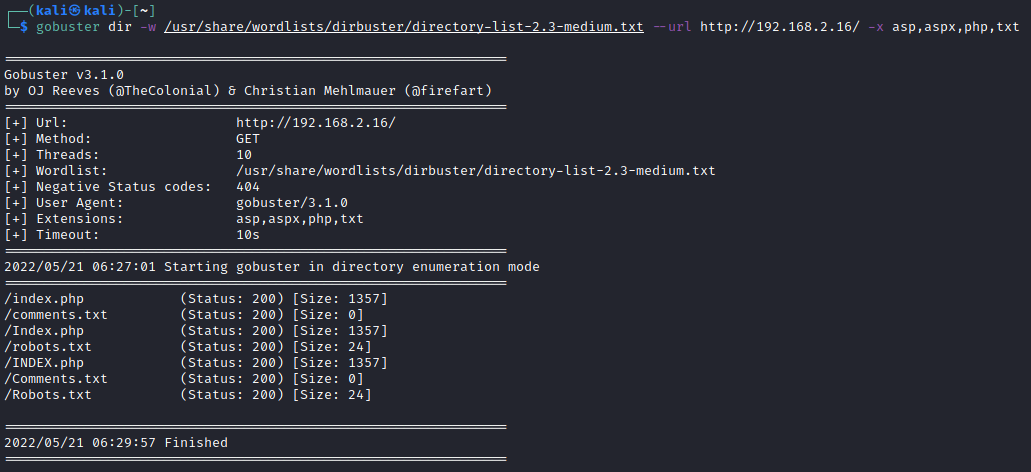 ┌──(kali㉿kali)-[~]
└─$ gobuster dir -w /usr/share/wordlists/dirbuster/directory-list-2.3-medium.txt --url http://192.168.2.16/ -x asp,aspx,php,txt
===============================================================
Gobuster v3.1.0
by OJ Reeves (@TheColonial) & Christian Mehlmauer (@firefart)
===============================================================
[+] Url:                     http://192.168.2.16/
[+] Method:                  GET
[+] Threads:                 10
[+] Wordlist:                /usr/share/wordlists/dirbuster/directory-list-2.3-medium.txt
[+] Negative Status codes:   404
[+] User Agent:              gobuster/3.1.0
[+] Extensions:              asp,aspx,php,txt
[+] Timeout:                 10s
===============================================================
2022/05/21 06:27:01 Starting gobuster in directory enumeration mode
===============================================================
/index.php            (Status: 200) [Size: 1357]
/comments.txt         (Status: 200) [Size: 0]
/Index.php            (Status: 200) [Size: 1357]
/robots.txt           (Status: 200) [Size: 24]
/INDEX.php            (Status: 200) [Size: 1357]
/Comments.txt         (Status: 200) [Size: 0]
/Robots.txt           (Status: 200) [Size: 24]
===============================================================
2022/05/21 06:29:57 Finished
===============================================================